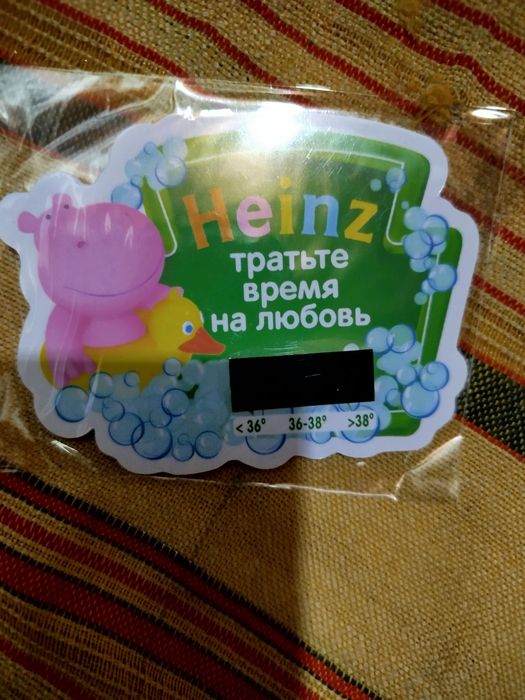 Heinz
тратьте
время
на любовь
< 36° 36-38° >38°